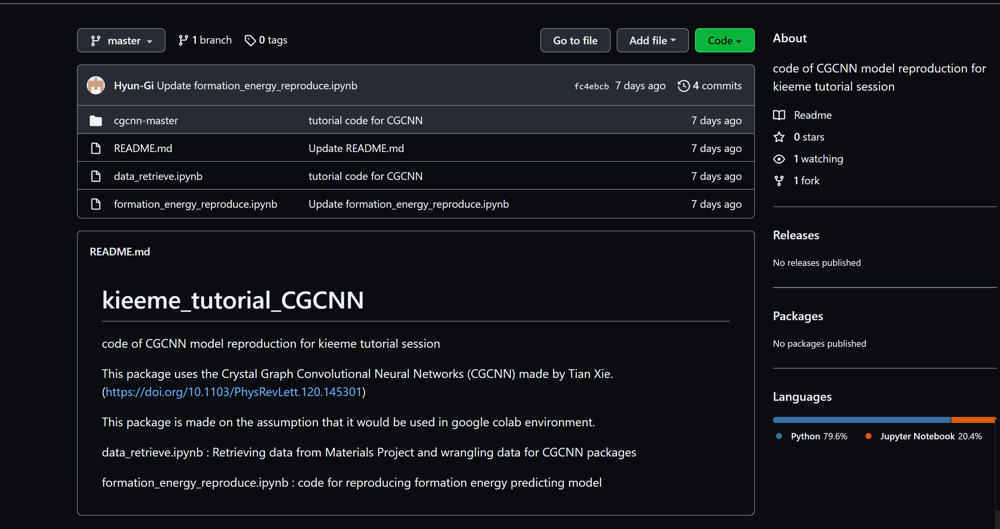 master
1 branch
0 tags
Go to file
Add file
Code
Hyun-Gi Update formation_energy_reproduce.ipynb
fc4ebcb 7 days ago
4 commits
cgcnn-master
tutorial code for CGCNN
7 days ago
README.md
Update README.md
7 days ago
data_retrieve.ipynb
tutorial code for CGCNN
7 days ago
formation_energy_reproduce.ipynb
Update formation_energy_reproduce.ipynb
7 days ago
README.md
kieeme_tutorial_CGCNN
code of CGCNN model reproduction for kieeme tutorial session
This package uses the Crystal Graph Convolutional Neural Networks (CGCNN) made by Tian Xie.
(https://doi.org/10.1103/PhysRevLett.120.145301)
This package is made on the assumption that it would be used in google colab environment.
data_retrieve.ipynb : Retrieving data from Materials Project and wrangling data for CGCNN packages
formation_energy_reproduce.ipynb : code for reproducing formation energy predicting model
About
code of CGCNN model reproduction for
kieeme tutorial session
Readme
0 stars
1 watching
1 fork
Releases
No releases published
Packages
No packages published
Languages
Python 79.6%
Jupyter Notebook 20.4%